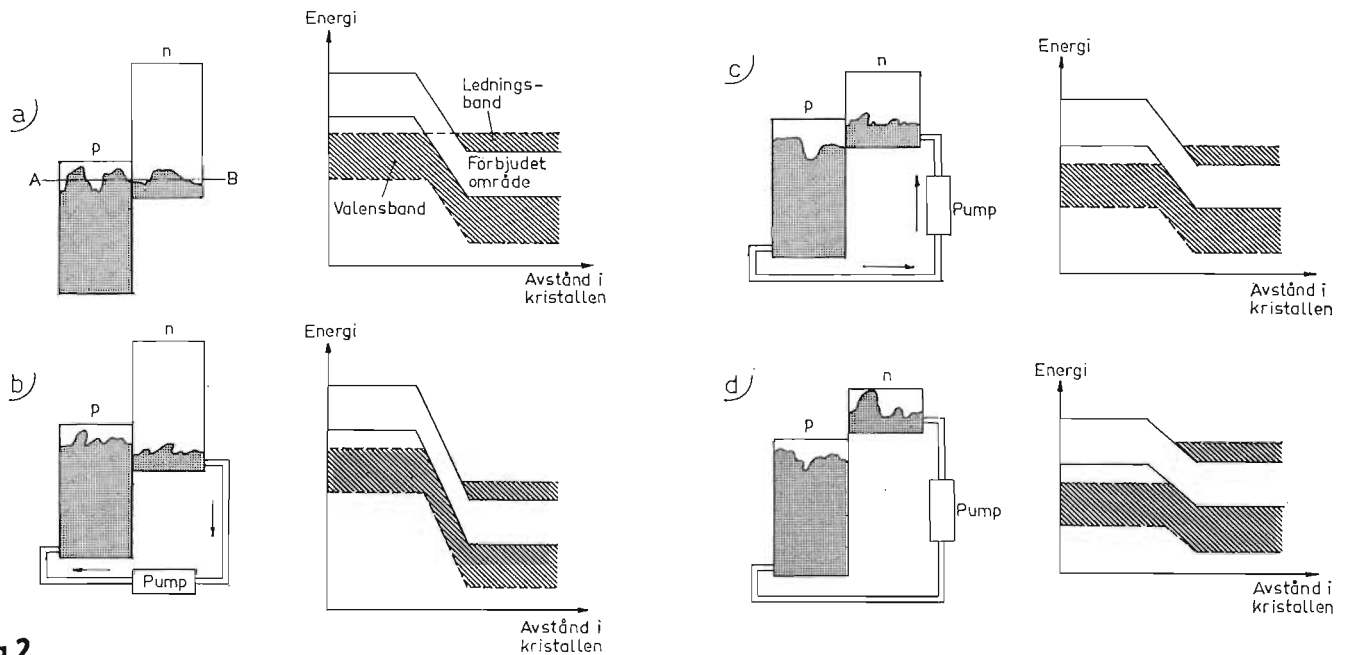 a)
p
n
A
B
Energi
Lednings-
band
Förbjudet
område
Valensband
Avstånd i
kristallen
b)
p
n
Pump
Energi
Avstånd i
kristallen
c)
p
n
Pump
Energi
Avstånd i
kristallen
d)
p
n
Pump
Energi
Avstånd i
kristallen